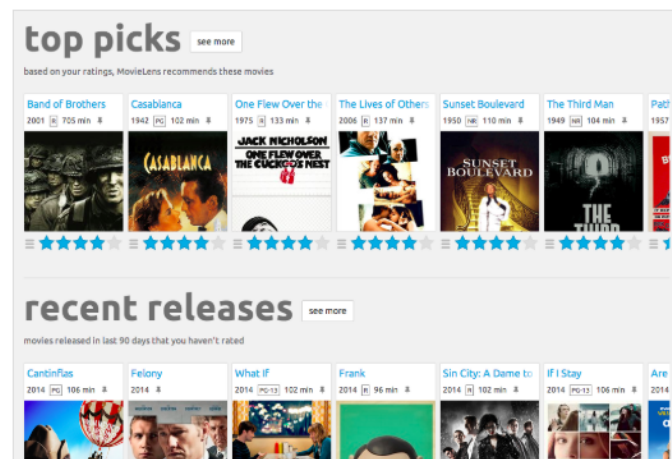 top picks see more
based on your ratings, MovieLens recommends these movies
Band of Brothers Casablanca One Flew Over the The Lives of Others Sunset Boulevard The Third Man Path
2001 R 705 min 1942 PG 102 min 1975 R 133 min 2006 R 137 min 1950 NR 110 min 1949 NR 104 min 1957
CASABLANCA
JACK NICHOLSON
ONE FLEW OVER
THE CUCKOO'S NEST
SUNSET
BOULEVARD
THE
THIRD
recent releases see more
movies released in last 90 days that you haven't rated
Cantinflas Felony What If Frank Sin City: A Dame to If I Stay Are
2014 PG 106 min 2014 2014 PG-13 102 min 2014 R 96 min 2014 R 102 min 2014 PG-13 106 min 2014